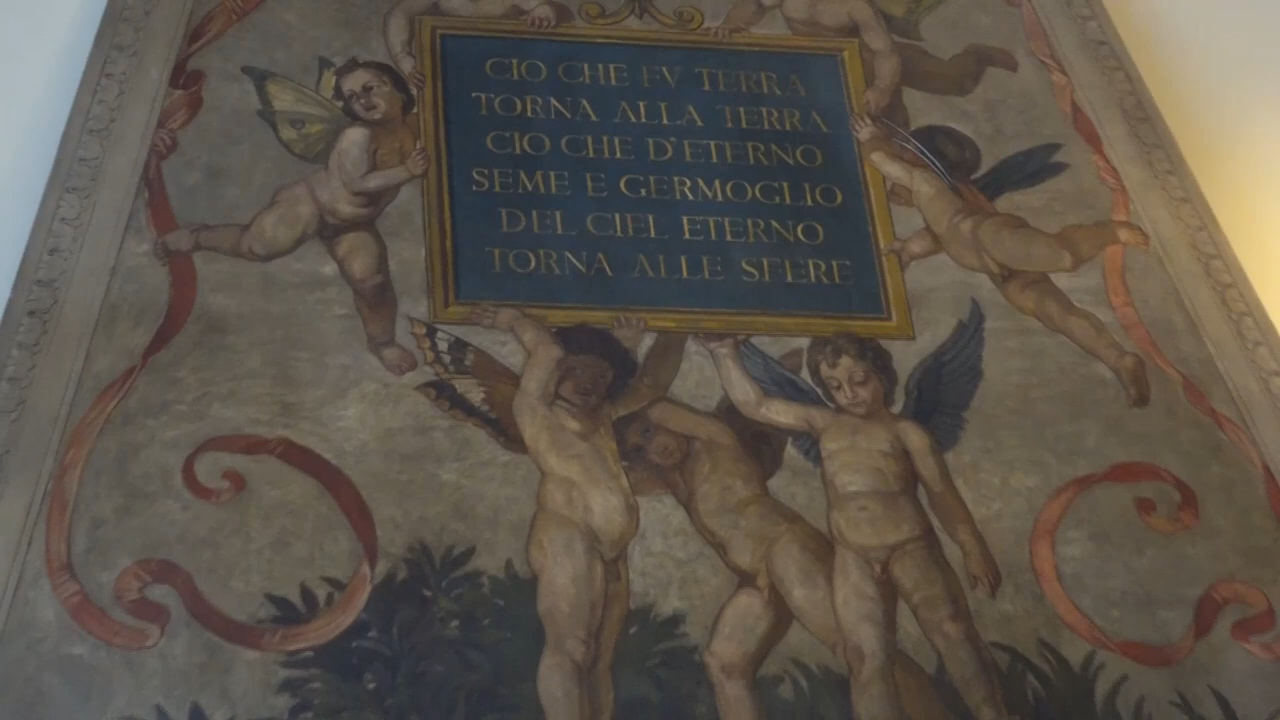 CIO CHE FV TERRA
TORNA ALLA TERRA
CIO CHE D'ETERNO
SEME E GERMOGLIO
DEL CIEL ETERNO
TORNA ALLE SFERE